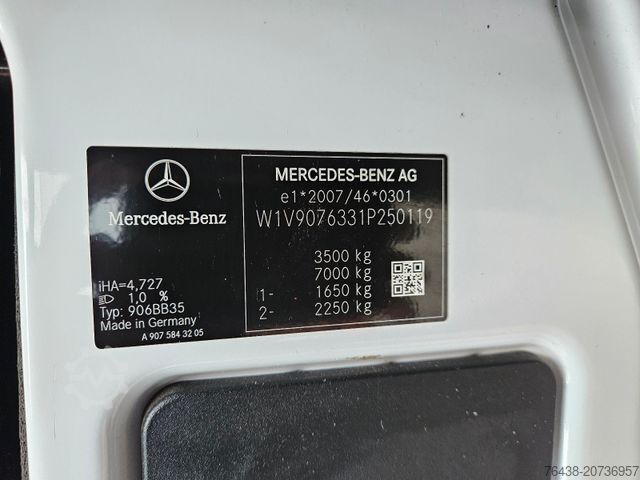 Mercedes-Benz
iHA=4,727
1,0 %
Typ: 906BB35
Made in Germany
A 907 584 32 05
MERCEDES-BENZ AG
e1*2007/46*0301
W1V9076331P250119
3500 kg
7000 kg
1- 1650 kg
2- 2250 kg
76438-20736957